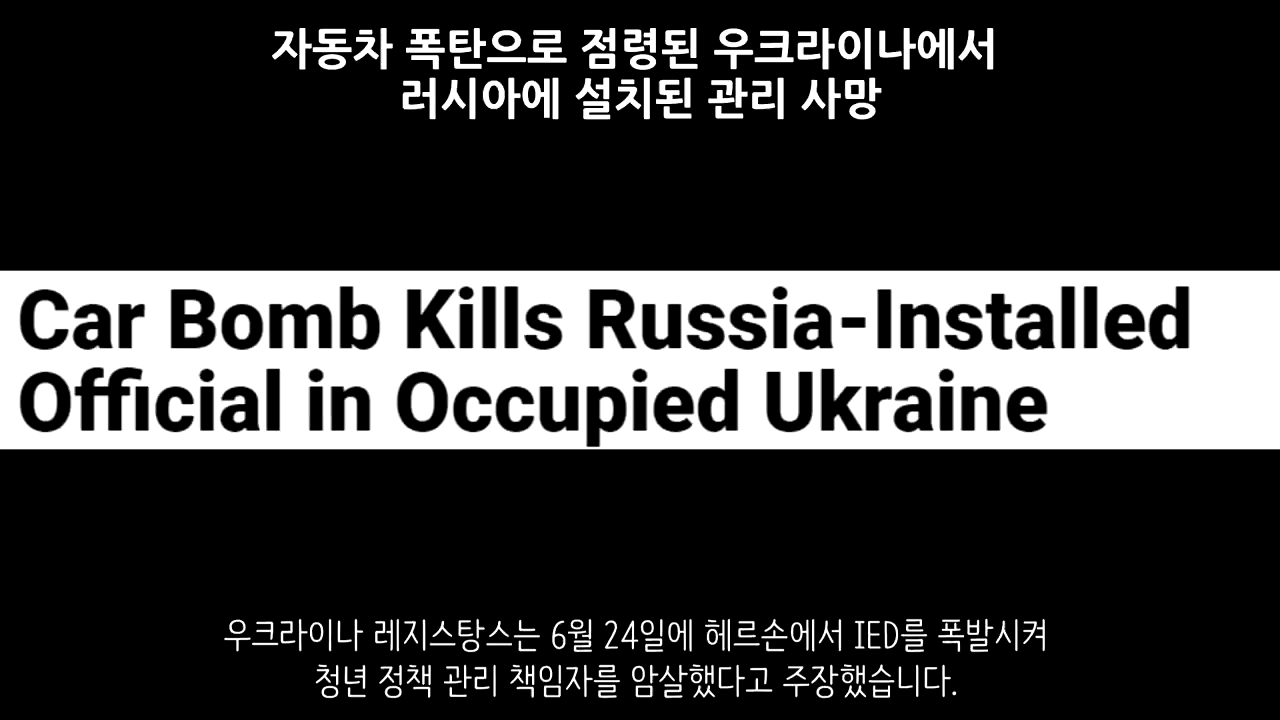 자동차 폭탄으로 점령된 우크라이나에서
러시아에 설치된 관리 사망
Car Bomb Kills Russia-Installed
Official in Occupied Ukraine
우크라이나 레지스탕스는 6월 24일에 헤르손에서 IED를 폭발시켜
청년 정책 관리 책임자를 암살했다고 주장했습니다.